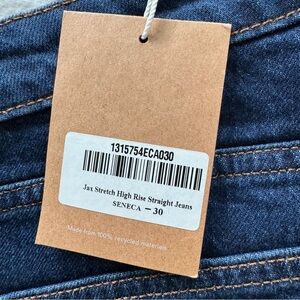 1315754ECA030
Jax Stretch High Rise Straight Jeans
SENECA - 30
Made from 100% recycled materials